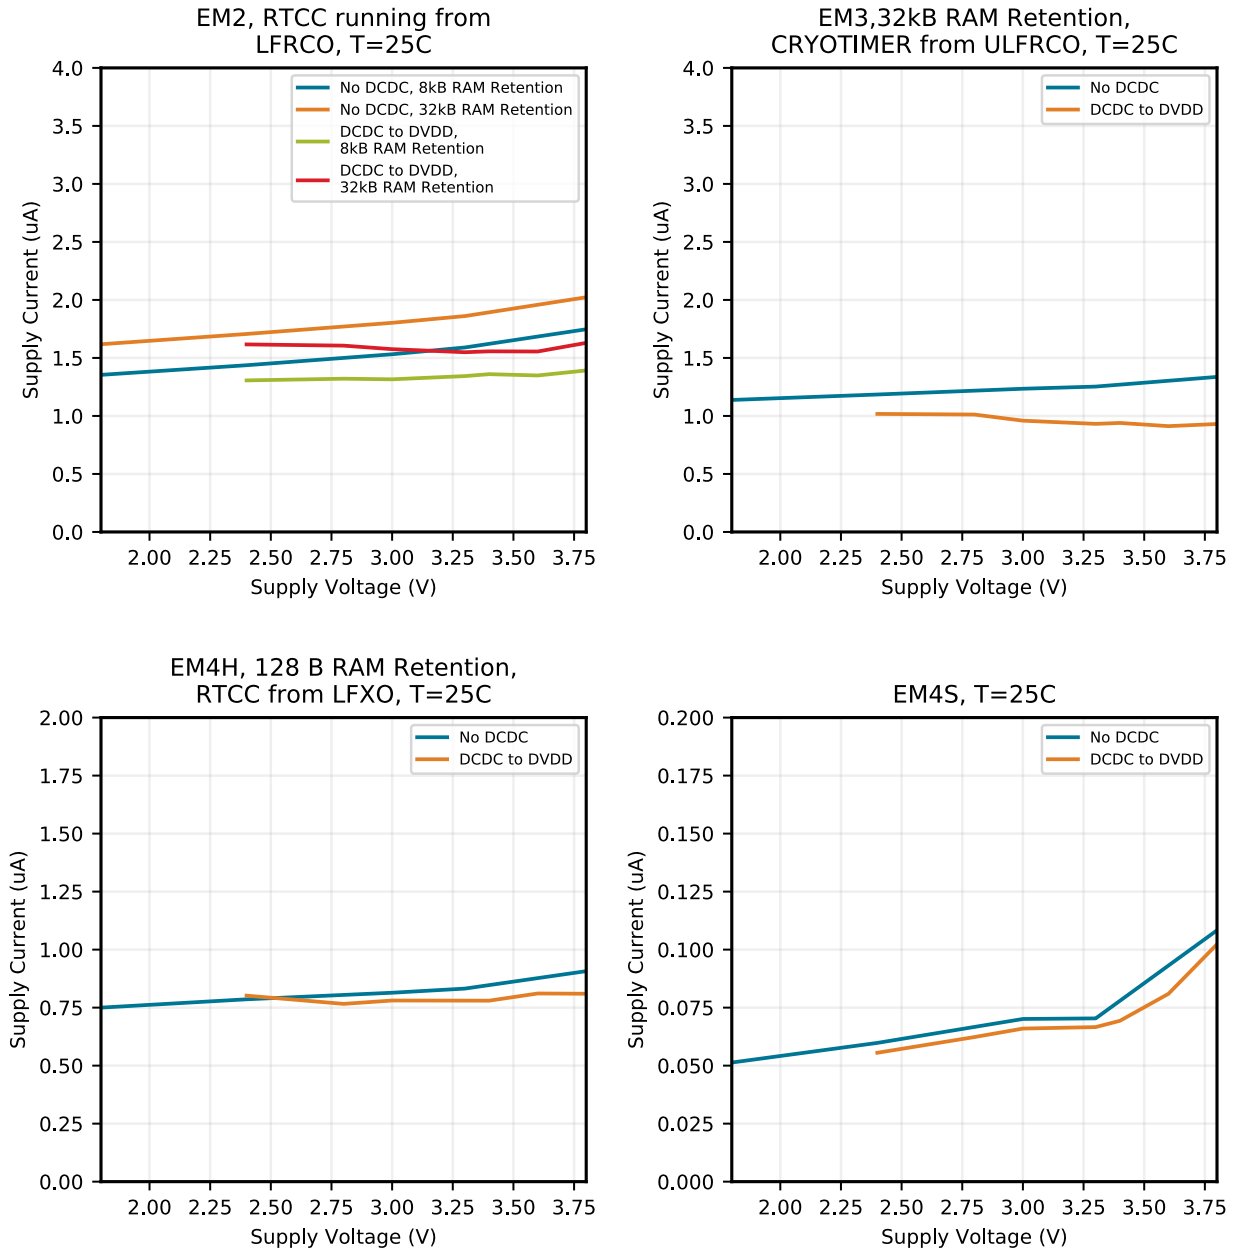 EM2, RTCC running from
LFRCO, T=25C
4.0
3.5
3.0
2.5
2.0
1.5
1.0
0.5
0.0
Supply Current (uA)
No DCDC, 8kB RAM Retention
No DCDC, 32kB RAM Retention
DCDC to DVDD,
8kB RAM Retention
DCDC to DVDD,
32kB RAM Retention
2.00 2.25 2.50 2.75 3.00 3.25 3.50 3.75
Supply Voltage (V)
EM3,32kB RAM Retention,
CRYOTIMER from ULFRCO, T=25C
4.0
3.5
3.0
2.5
2.0
1.5
1.0
0.5
0.0
Supply Current (uA)
No DCDC
DCDC to DVDD
2.00 2.25 2.50 2.75 3.00 3.25 3.50 3.75
Supply Voltage (V)
EM4H, 128 B RAM Retention,
RTCC from LFXO, T=25C
2.00
1.75
1.50
1.25
1.00
0.75
0.50
0.25
0.00
Supply Current (uA)
No DCDC
DCDC to DVDD
2.00 2.25 2.50 2.75 3.00 3.25 3.50 3.75
Supply Voltage (V)
EM4S, T=25C
0.200
0.175
0.150
0.125
0.100
0.075
0.050
0.025
0.000
Supply Current (uA)
No DCDC
DCDC to DVDD
2.00 2.25 2.50 2.75 3.00 3.25 3.50 3.75
Supply Voltage (V)